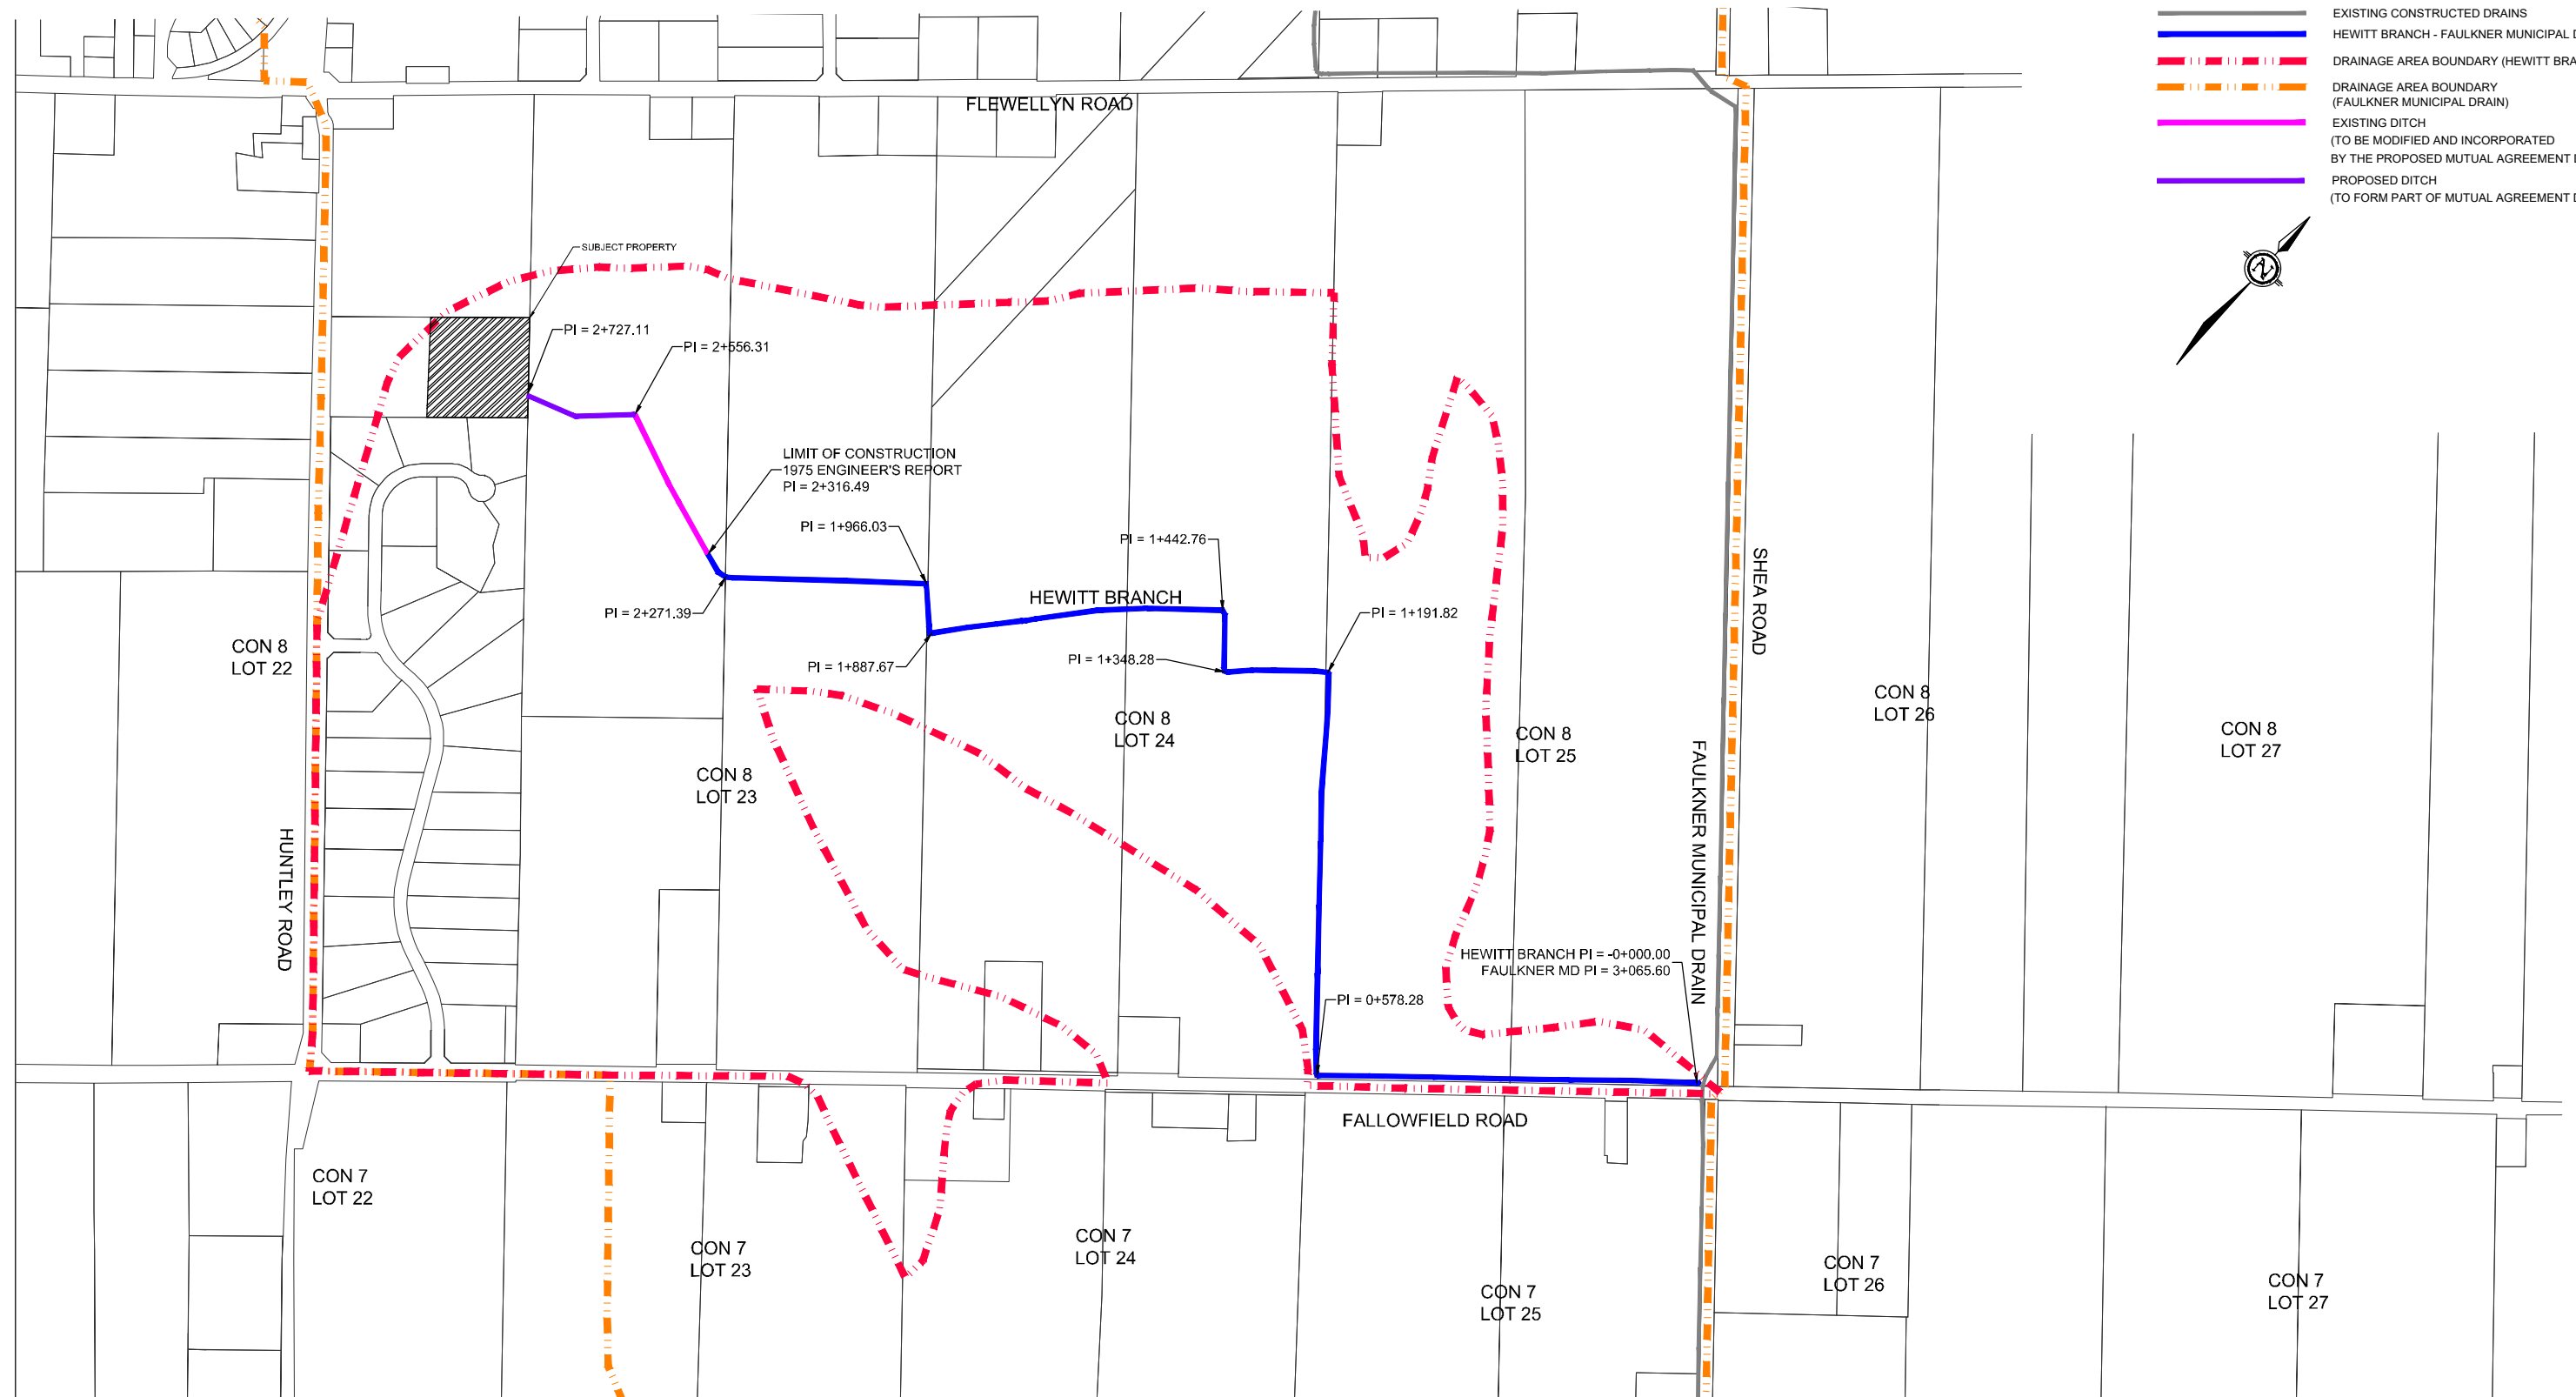 EXISTING CONSTRUCTED DRAINS
HEWITT BRANCH - FAULKNER MUNICIPAL
DRAINAGE AREA BOUNDARY (HEWITT
DRAINAGE AREA BOUNDARY
(FAULKNER MUNICIPAL DRAIN)
EXISTING DITCH
(TO BE MODIFIED AND INCORPORATED
BY THE PROPOSED MUTUAL AGREEMENT
PROPOSED DITCH
(TO FORM PART OF MUTUAL AGREEMENT
FLEWELLYN ROAD
SUBJECT PROPERTY
PI = 2+727.11
PI = 2+556.31
LIMIT OF CONSTRUCTION
1975 ENGINEER'S REPORT
PI = 2+316.49
PI = 1+966.03
PI = 1+442.76
HEWITT BRANCH
PI = 2+271.39
PI = 1+191.82
PI = 1+887.67
PI = 1+348.28
SHEA ROAD
CON 8
LOT 22
CON 8
LOT 23
CON 8
LOT 24
CON 8
LOT 25
CON 8
LOT 26
CON 8
LOT 27
HUNTLEY ROAD
FAULKNER MUNICIPAL DRAIN
HEWITT BRANCH PI = -0+000.00
FAULKNER MD PI = 3+065.60
PI = 0+578.28
FALLOWFIELD ROAD
CON 7
LOT 22
CON 7
LOT 23
CON 7
LOT 24
CON 7
LOT 25
CON 7
LOT 26
CON 7
LOT 27